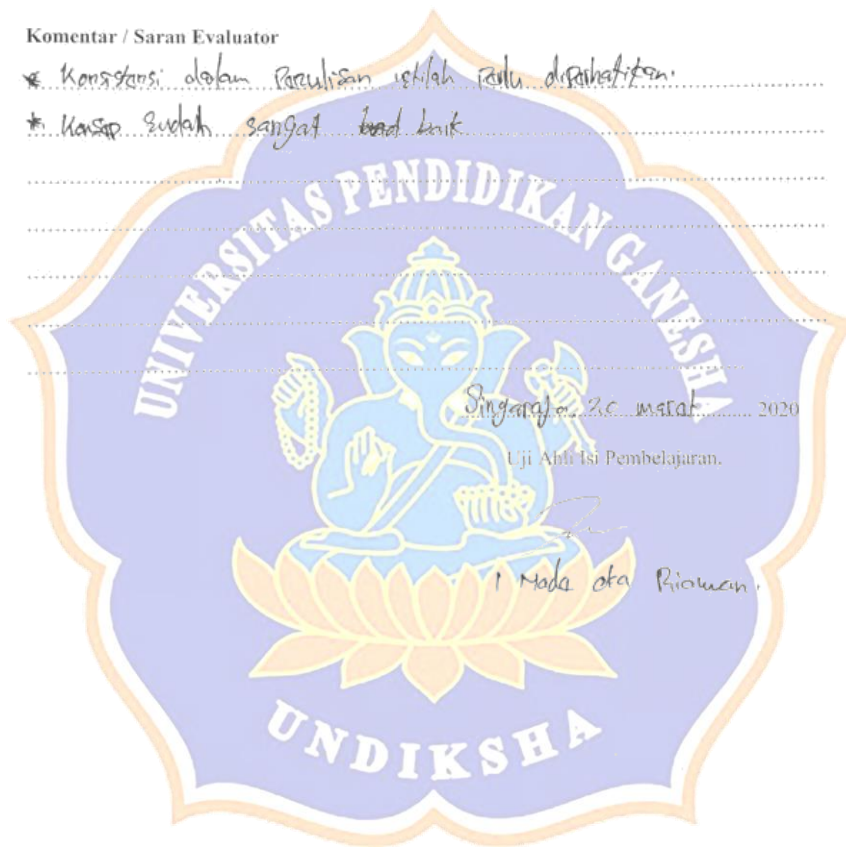 Komentar / Saran Evaluator
* Konsistensi dalam Penulisan istilah Perlu diperhatikan.
* Konsep Sudah sangat baik
UNIVERSITAS PENDIDIKAN GANESHA
Singaraja, 20 maret 2020
Uji Ahli Isi Pembelajaran.
I Made oka
UNDIKSHA